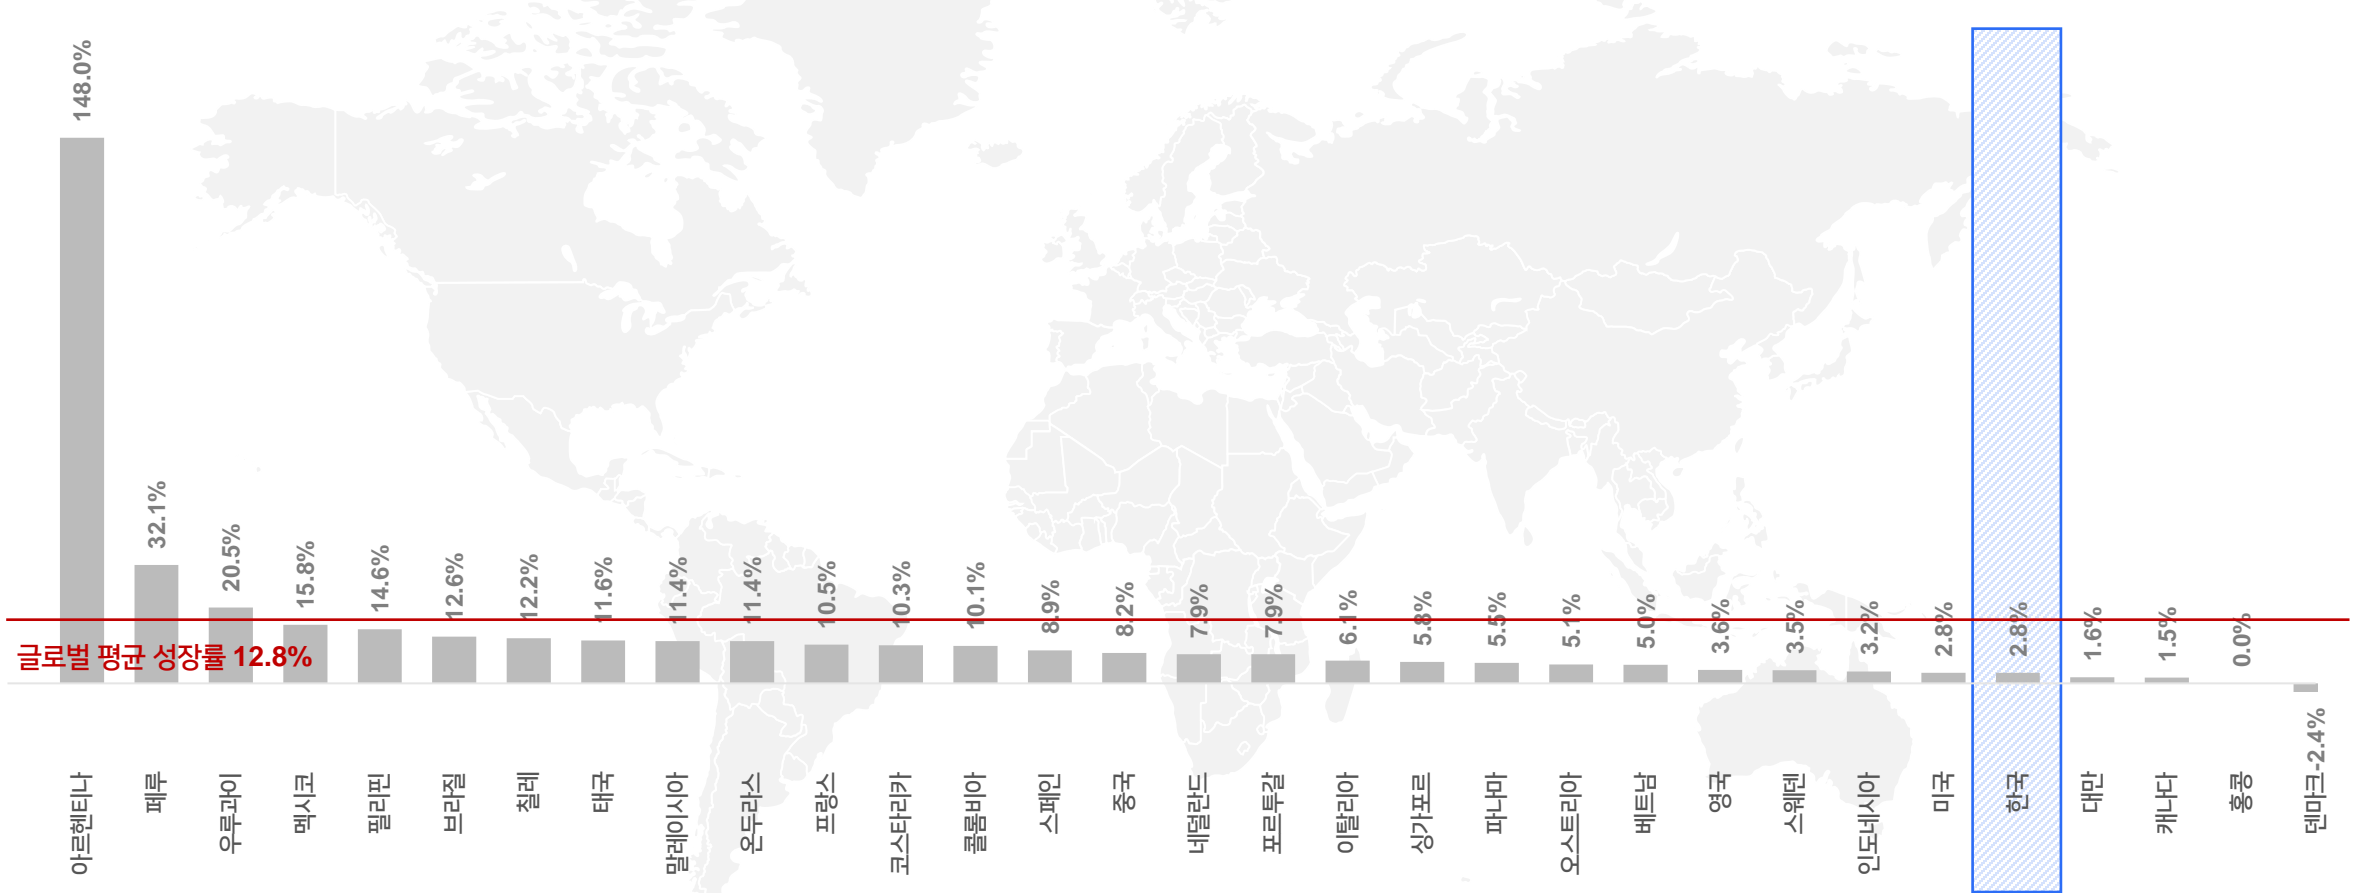 148.0%
32.1%
20.5%
15.8%
14.6%
12.6%
12.2%
11.6%
11.4%
11.4%
10.5%
10.3%
10.1%
8.9%
8.2%
7.9%
7.9%
6.1%
5.8%
5.5%
5.1%
5.0%
3.6%
3.5%
3.2%
2.8%
2.8%
1.6%
1.5%
0.0%
-2.4%
글로벌 평균 성장률 12.8%
아르헨티나
페루
우루과이
멕시코
필리핀
브라질
칠레
태국
말레이시아
온두라스
프랑스
코스타리카
콜롬비아
스페인
중국
네덜란드
포르투갈
이탈리아
싱가포르
파나마
오스트리아
베트남
영국
스웨덴
인도네시아
미국
한국
대만
캐나다
홍콩
덴마크